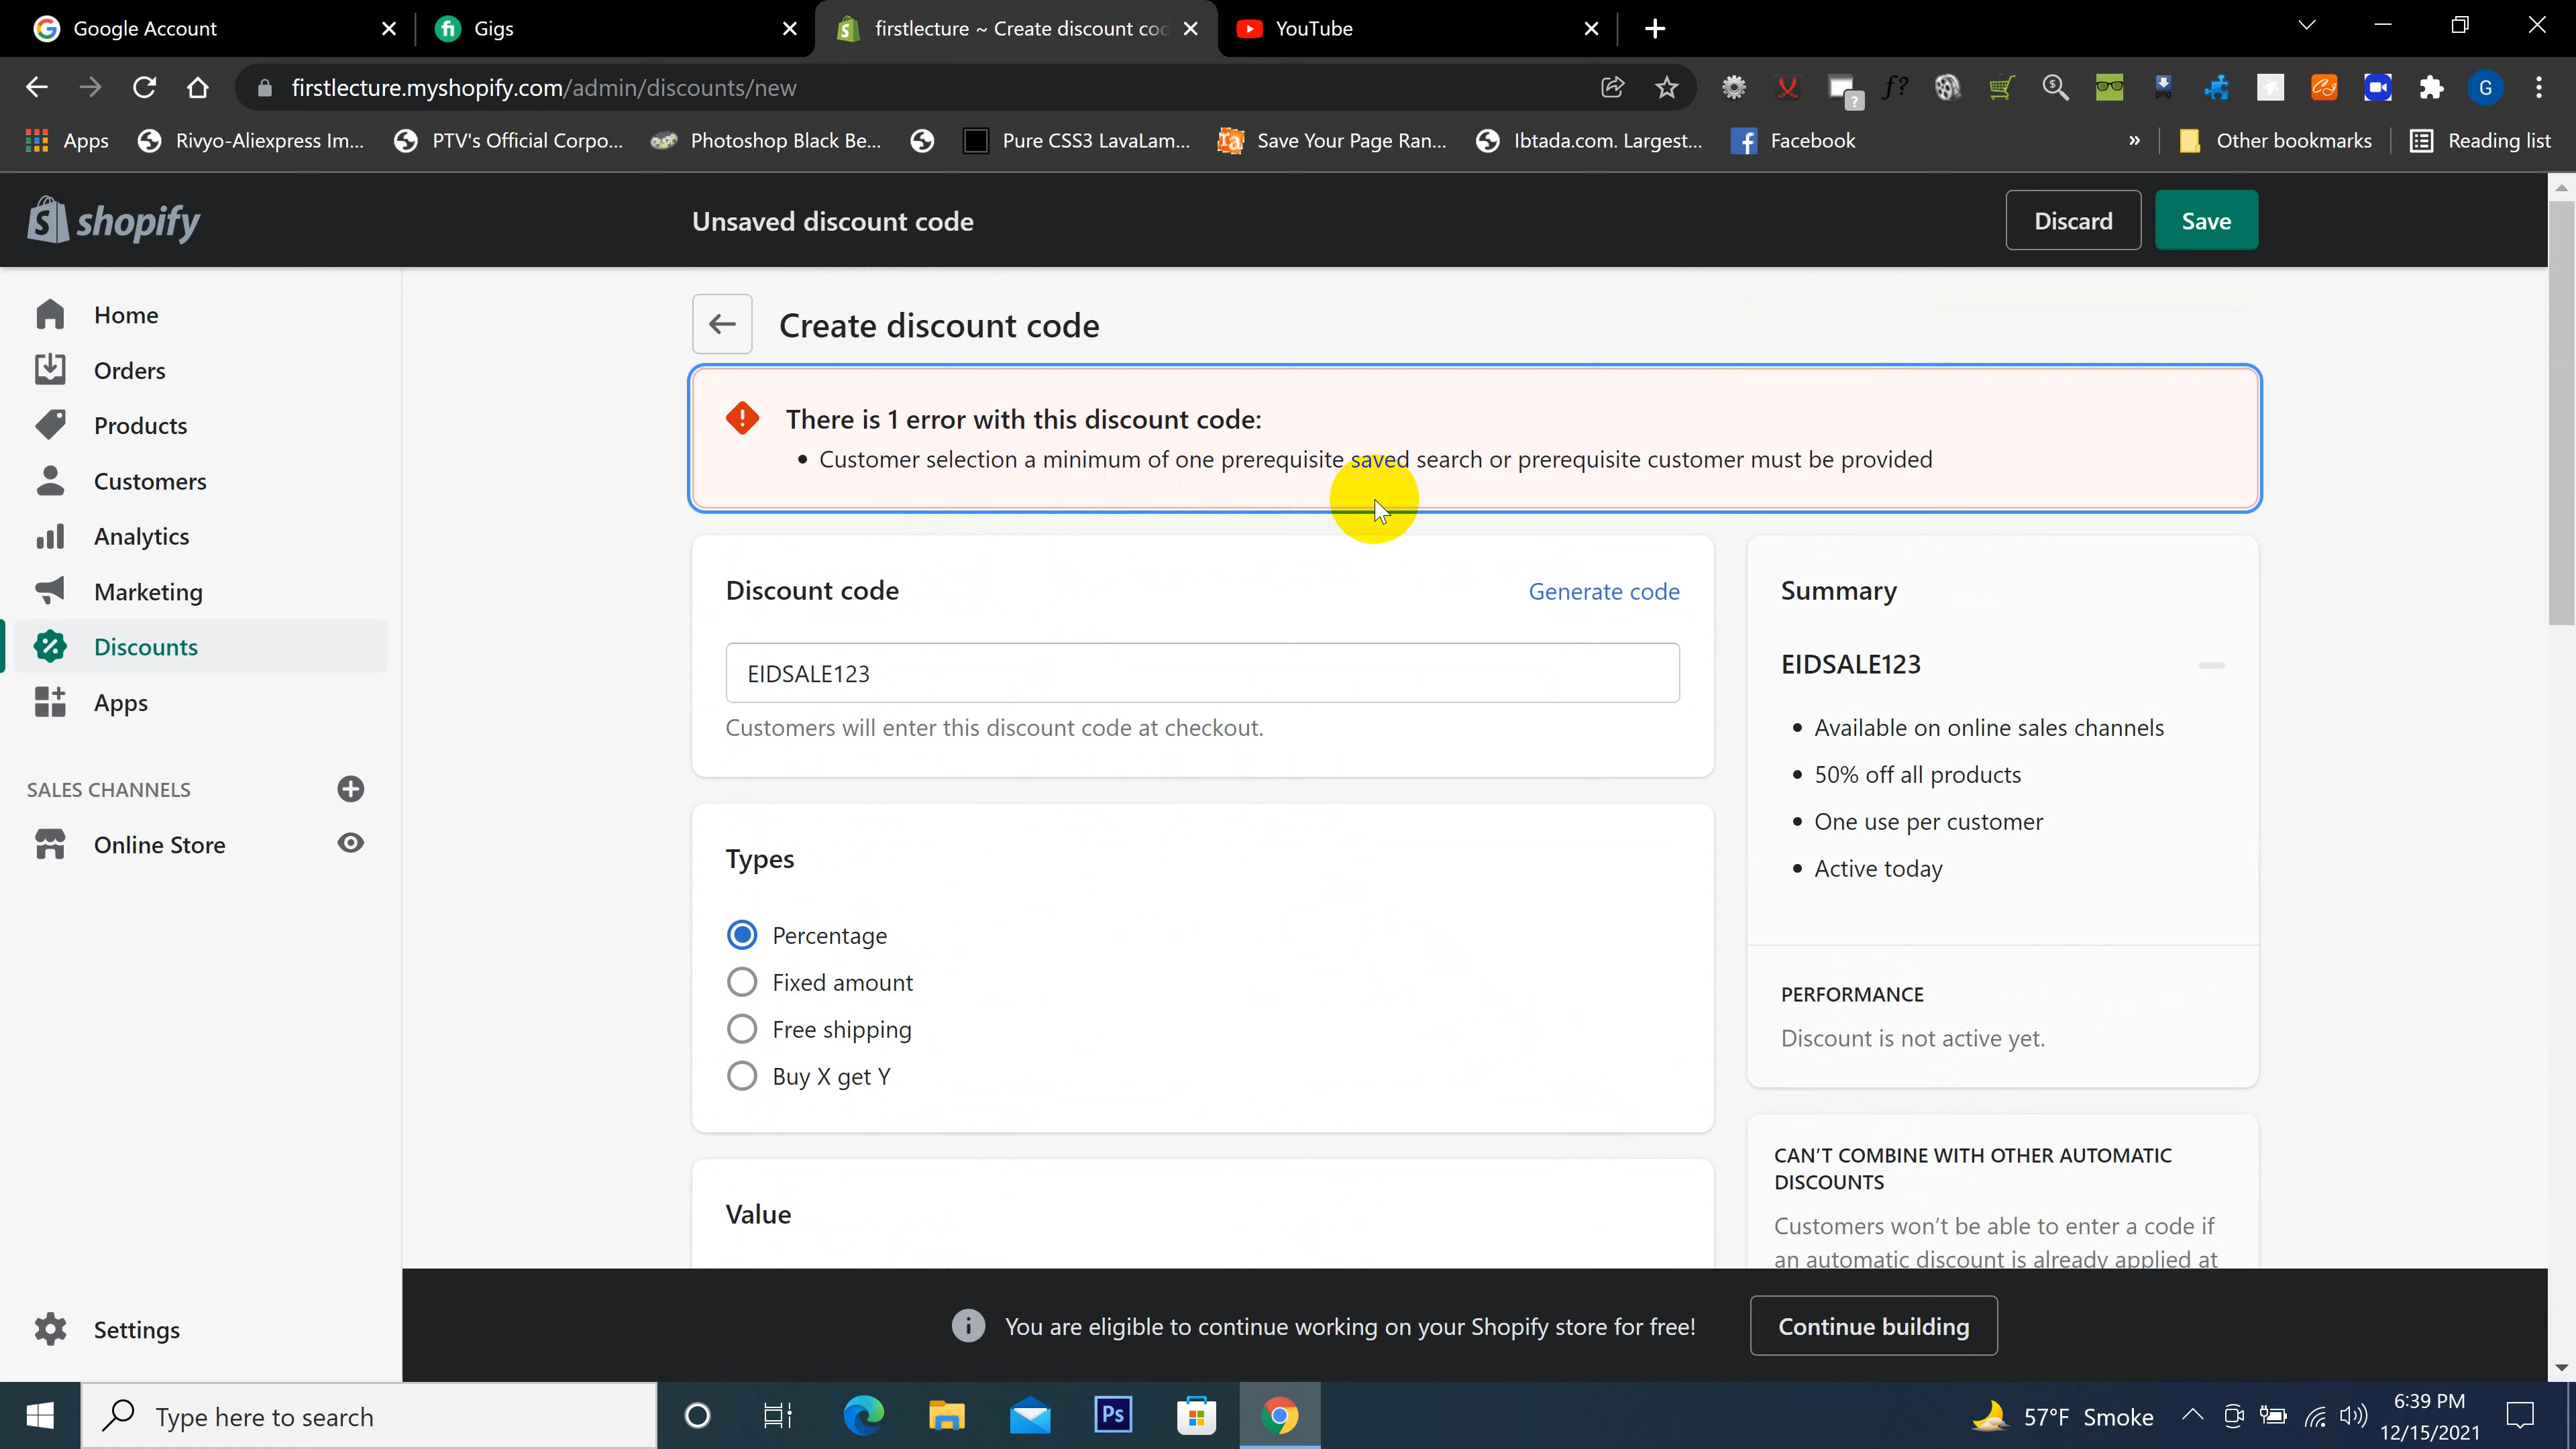 Google Account
Gigs
firstlecture ~ Create discount cod
YouTube
firstlecture.myshopify.com/admin/discounts/new
Apps
Rivyo-Aliexpress Im...
PTV's Official Corpo...
Photoshop Black Be...
Pure CSS3 LavaLam...
Save Your Page Ran...
Ibtada.com. Largest...
Facebook
»
Other bookmarks
Reading list
shopify
Unsaved discount code
Discard
Save
Home
Orders
Products
Customers
Analytics
Marketing
Discounts
Apps
SALES CHANNELS
Online Store
Settings
Create discount code
There is 1 error with this discount code:
• Customer selection a minimum of one prerequisite saved search or prerequisite customer must be provided
Discount code
Generate code
EIDSALE123
Customers will enter this discount code at checkout.
Types
Percentage
Fixed amount
Free shipping
Buy X get Y
Value
Summary
EIDSALE123
• Available on online sales channels
• 50% off all products
• One use per customer
• Active today
PERFORMANCE
Discount is not active yet.
CAN'T COMBINE WITH OTHER AUTOMATIC
DISCOUNTS
Customers won't be able to enter a code if
an automatic discount is already applied at
You are eligible to continue working on your Shopify store for free!
Continue building
Type here to search
Ps
57°F Smoke
6:39 PM
12/15/2021